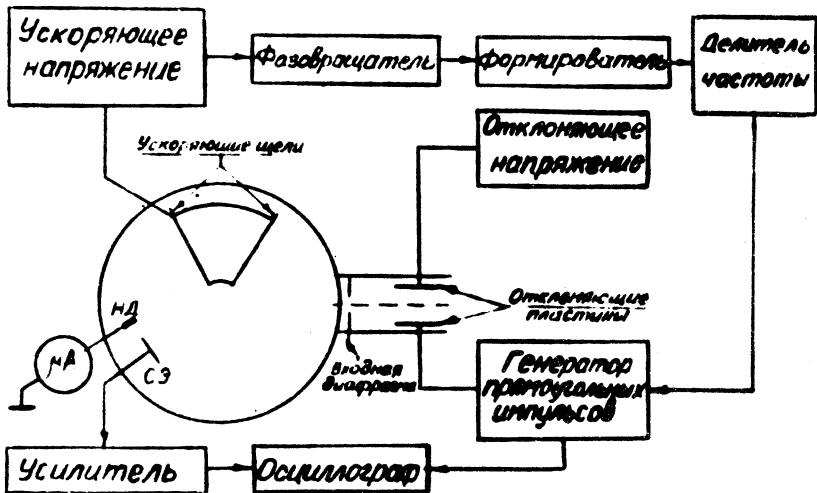 Ускоряющее
напряжение
Фазовращатель
Формирователь
Делитель
частоты
Ускоряющие щели
Отклоняющее
напряжение
Отклоняющие
пластины
НД
μА
СЭ
Входная
диафрагма
Генератор
прямоугольных
импульсов
Усилитель
Осциллограф